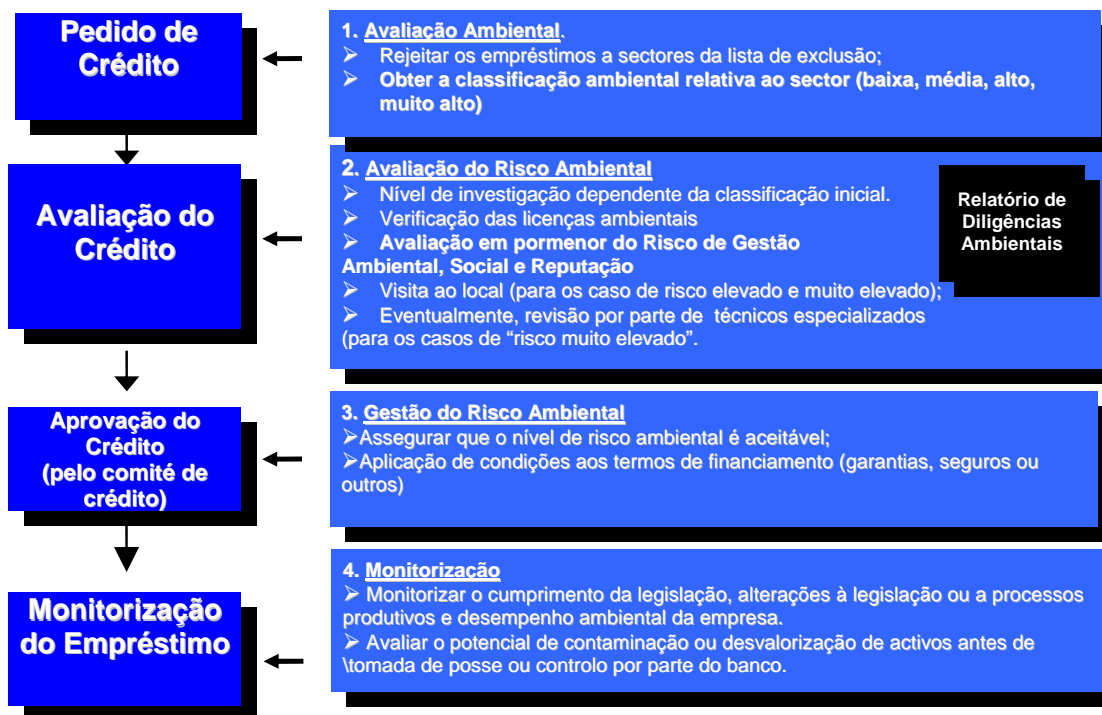 Pedido de
Crédito
1. Avaliação Ambiental.
➢ Rejeitar os empréstimos a sectores da lista de exclusão;
➢ Obter a classificação ambiental relativa ao sector (baixa, média, alto,
muito alto)
Avaliação do
Crédito
2. Avaliação do Risco Ambiental
➢ Nível de investigação dependente da classificação inicial.
➢ Verificação das licenças ambientais
➢ Avaliação em pormenor do Risco de Gestão
Ambiental, Social e Reputação
➢ Visita ao local (para os caso de risco elevado e muito elevado);
➢ Eventualmente, revisão por parte de técnicos especializados
(para os casos de “risco muito elevado”.
Relatório de
Diligências
Ambientais
Aprovação do
Crédito
(pelo comité de
crédito)
3. Gestão do Risco Ambiental
➢Assegurar que o nível de risco ambiental é aceitável;
➢Aplicação de condições aos termos de financiamento (garantias, seguros ou
outros)
Monitorização
do Empréstimo
4. Monitorização
➢ Monitorizar o cumprimento da legislação, alterações à legislação ou a processos
produtivos e desempenho ambiental da empresa.
➢ Avaliar o potencial de contaminação ou desvalorização de activos antes de
\tomada de posse ou controlo por parte do banco.